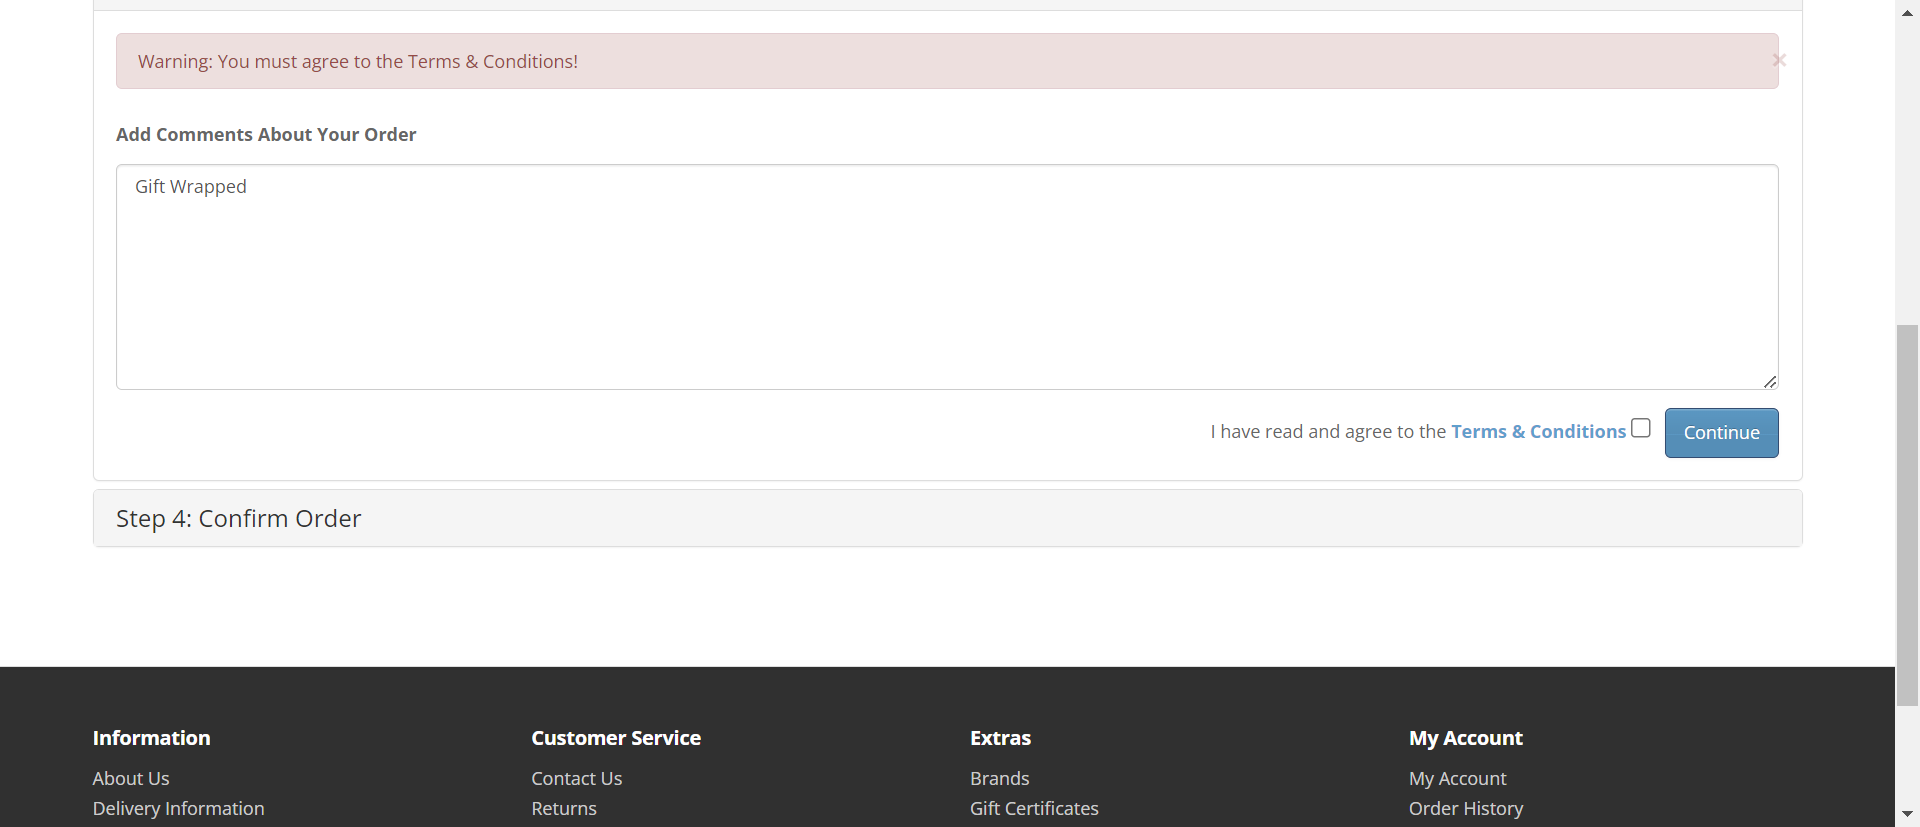 Warning: You must agree to the Terms & Conditions!
×
Add Comments About Your Order
Gift Wrapped
I have read and agree to the Terms & Conditions
Continue
Step 4: Confirm Order
Information
About Us
Delivery Information
Customer Service
Contact Us
Returns
Extras
Brands
Gift Certificates
My Account
My Account
Order History